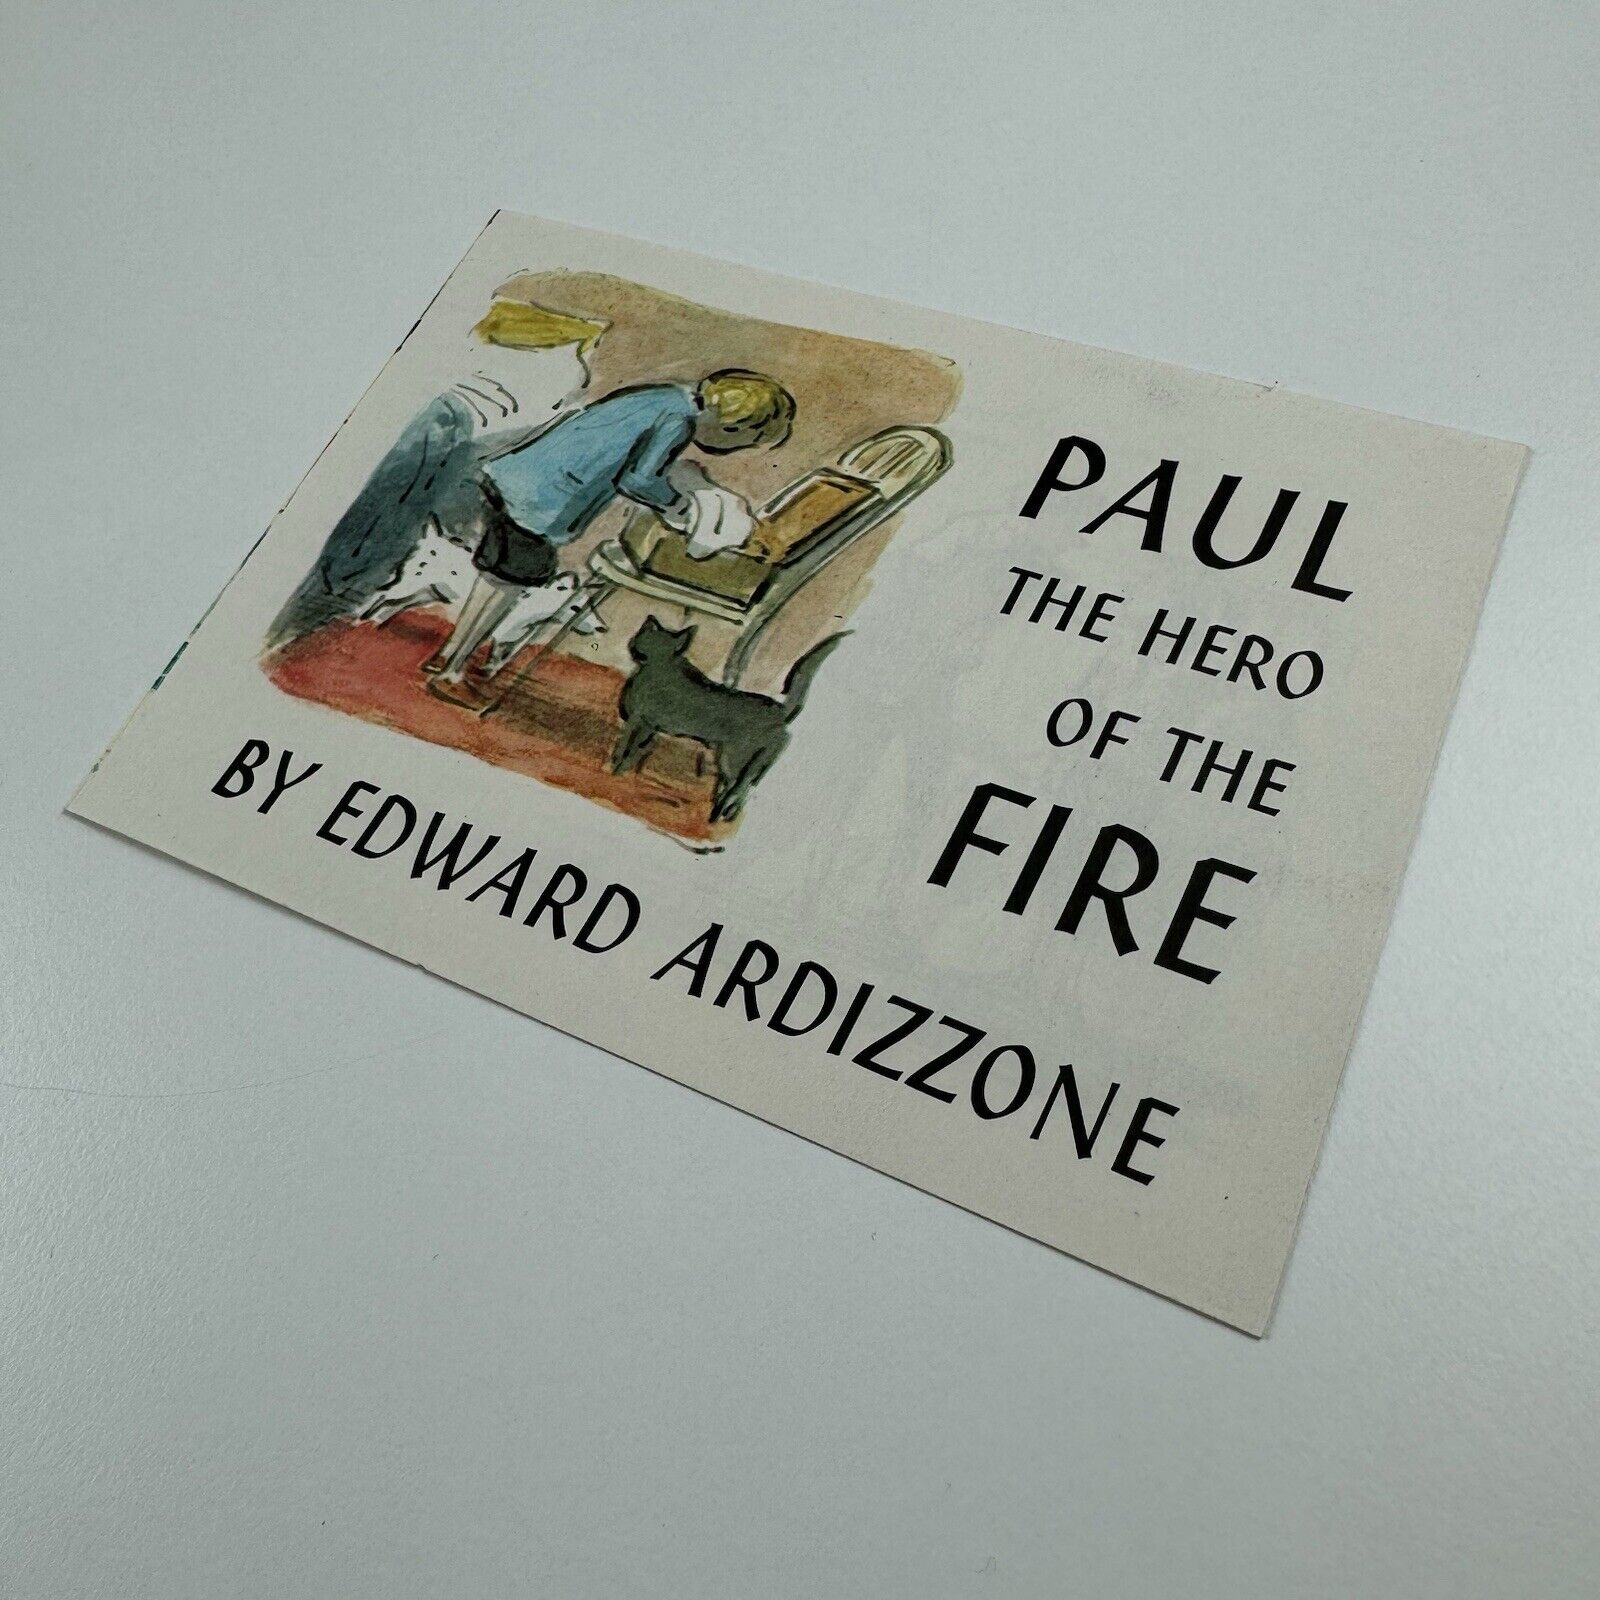 PAUL
THE HERO
OF THE
FIRE
BY EDWARD ARDIZZONE